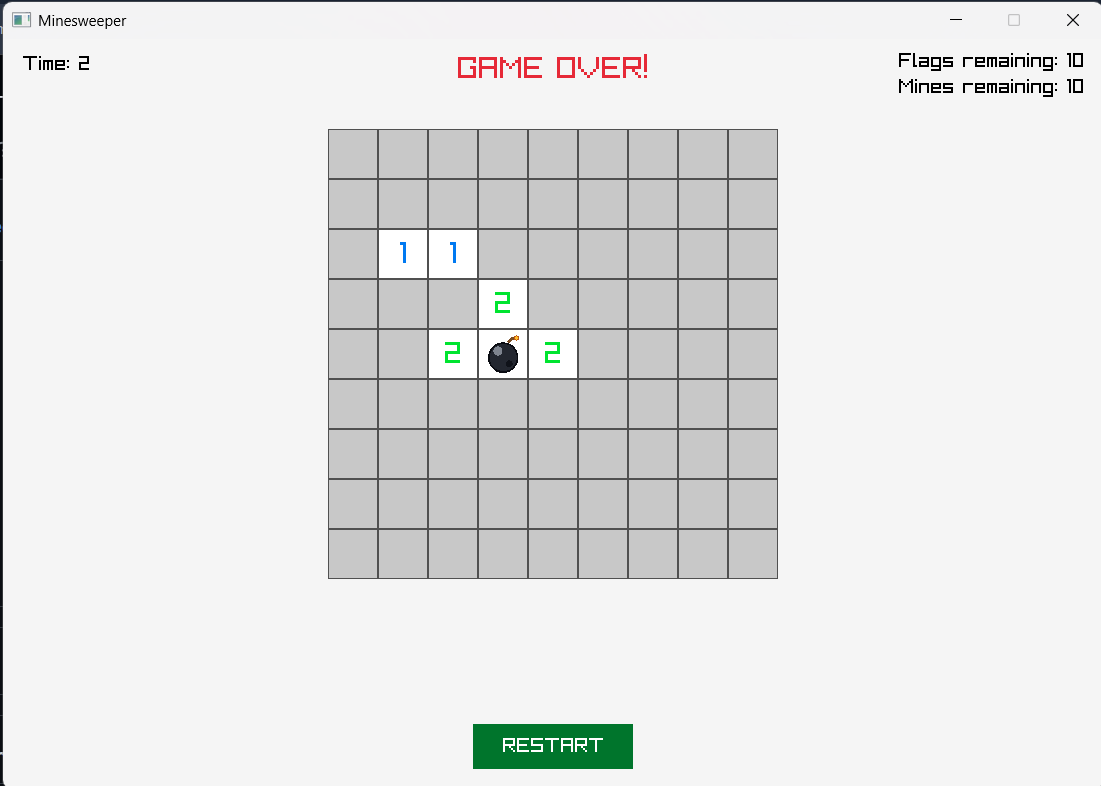 Minesweeper
Time: 2
GAME OVER!
Flags remaining: 10
Mines remaining: 10
1 1
2
2 2
RESTART